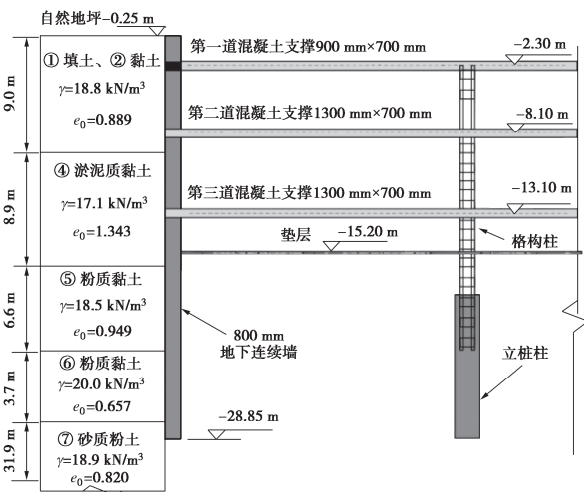 自然地坪-0.25 m
第一道混凝土支撑900 mm×700 mm
-2.30 m
① 填土、② 黏土
γ=18.8 kN/m³
e₀=0.889
9.0 m
第二道混凝土支撑1300 mm×700 mm
-8.10 m
④ 淤泥质黏土
γ=17.1 kN/m³
e₀=1.343
8.9 m
第三道混凝土支撑1300 mm×700 mm
-13.10 m
垫层
-15.20 m
格构柱
⑤ 粉质黏土
γ=18.5 kN/m³
e₀=0.949
6.6 m
800 mm
地下连续墙
⑥ 粉质黏土
γ=20.0 kN/m³
e₀=0.657
3.7 m
立桩柱
-28.85 m
⑦ 砂质粉土
γ=18.9 kN/m³
e₀=0.820
31.9 m